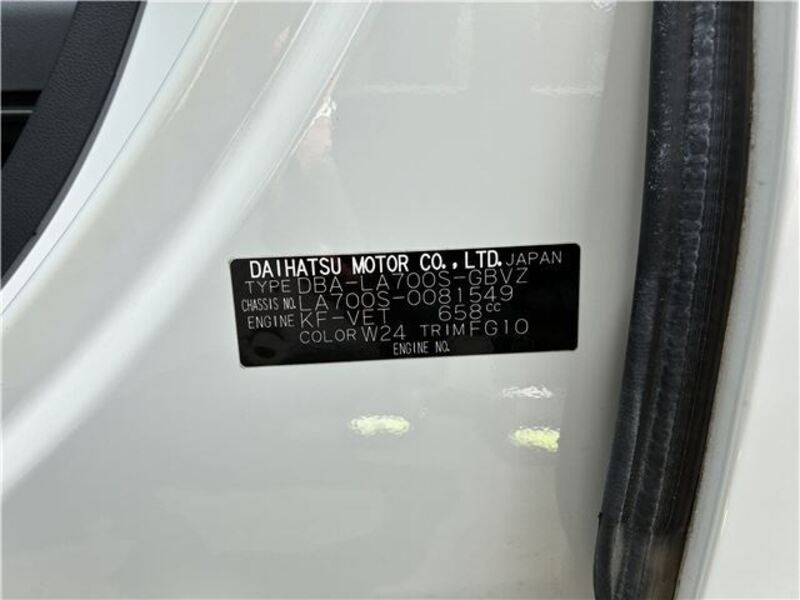 DAIHATSU MOTOR CO., LTD. JAPAN
TYPE DBA-LA700S-GBVZ
CHASSIS NO. LA700S-0081549
ENGINE KF-VET 658cc
COLOR W24 TRIM FG10
ENGINE NO.